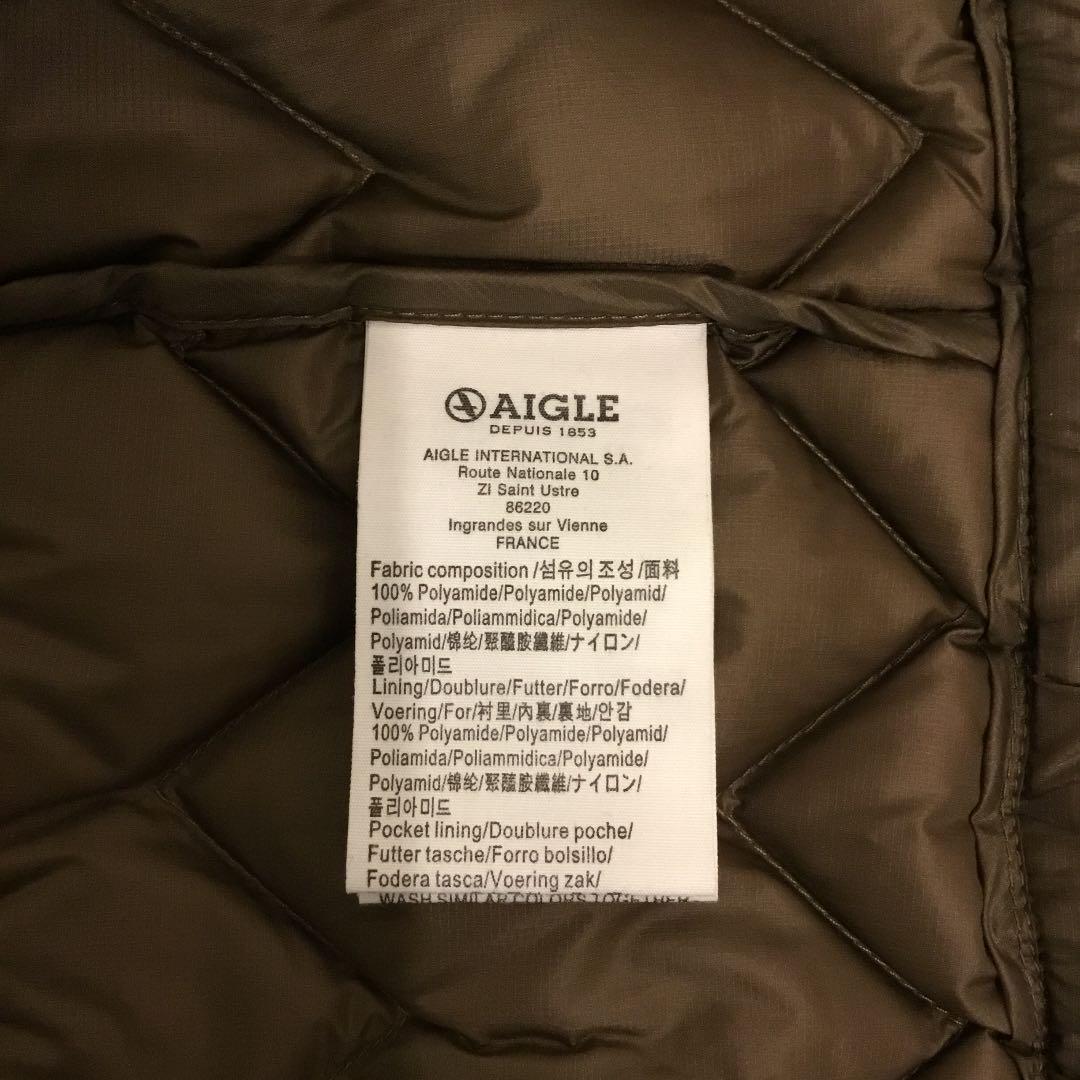 AIGLE
DEPUIS 1853
AIGLE INTERNATIONAL S.A.
Route Nationale 10
ZI Saint Ustre
86220
Ingrandes sur Vienne
FRANCE
Fabric composition /섬유의 조성 /面料
100% Polyamide/Polyamide/Polyamid/
Poliamida/Poliammidica/Polyamide/
Polyamid/锦纶/聚醯胺纖維/ナイロン/
폴리아미드
Lining/Doublure/Futter/Forro/Fodera/
Voering/For/衬里/內裏/裏地/안감
100% Polyamide/Polyamide/Polyamid/
Poliamida/Poliammidica/Polyamide/
Polyamid/锦纶/聚醯胺纖維/ナイロン/
폴리아미드
Pocket lining/Doublure poche/
Futter tasche/Forro bolsillo/
Fodera tasca/Voering zak/
WASH SIMILAR COLORS TOGETHER